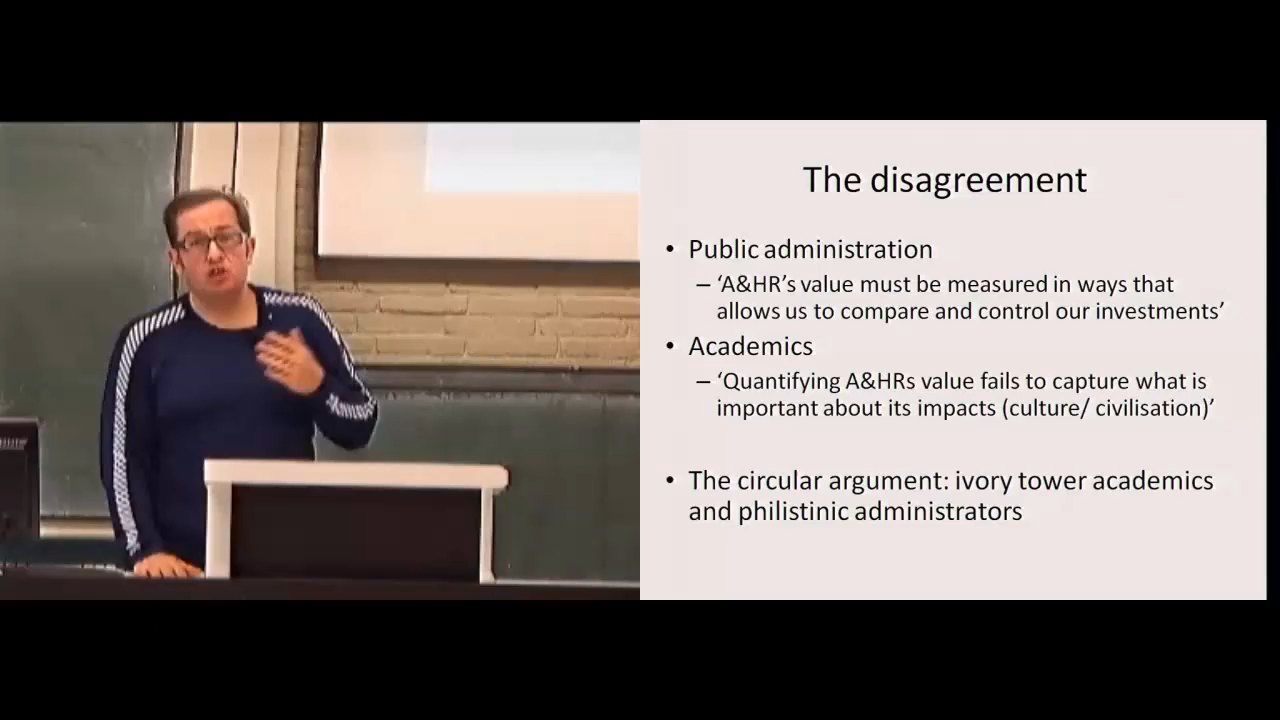 The disagreement
• Public administration
– ‘A&HR’s value must be measured in ways that
allows us to compare and control our investments’
• Academics
– ‘Quantifying A&HRs value fails to capture what is
important about its impacts (culture/ civilisation)’
• The circular argument: ivory tower academics
and philistinic administrators